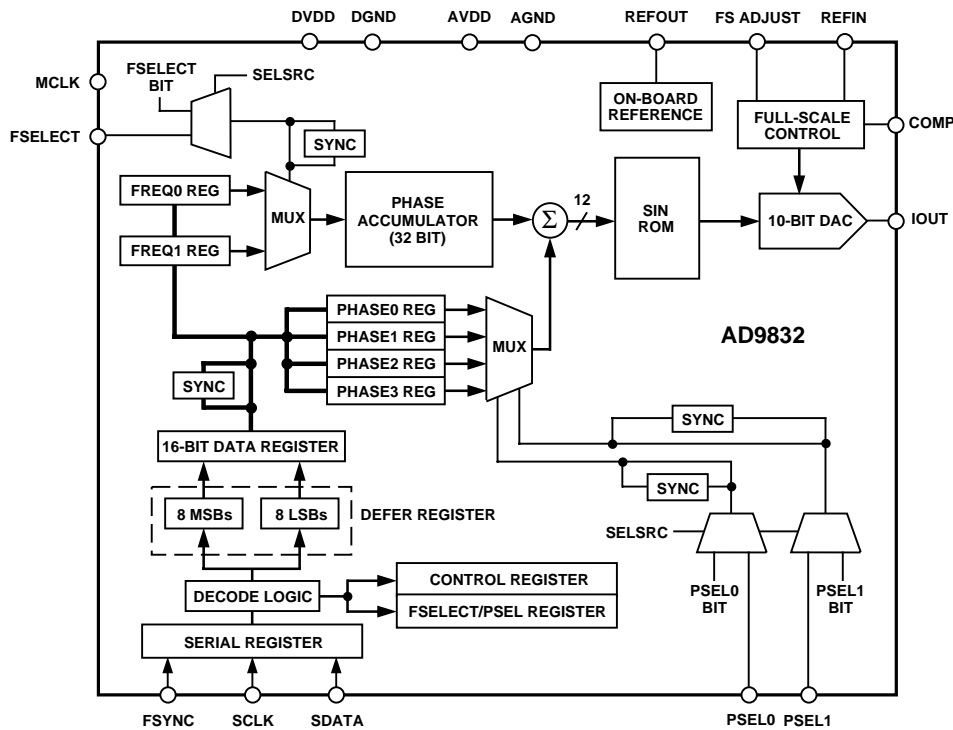 DVDD DGND AVDD AGND REFOUT FS ADJUST REFIN
MCLK
FSELECT
BIT
SELSRC
ON-BOARD
REFERENCE
FULL-SCALE
CONTROL
COMP
FSELECT
SYNC
FREQ0 REG
MUX
PHASE
ACCUMULATOR
(32 BIT)
Σ
12
SIN
ROM
10-BIT DAC
IOUT
FREQ1 REG
PHASE0 REG
PHASE1 REG
PHASE2 REG
PHASE3 REG
MUX
AD9832
SYNC
SYNC
16-BIT DATA REGISTER
SYNC
8 MSBs
8 LSBs
DEFER REGISTER
SELSRC
DECODE LOGIC
CONTROL REGISTER
FSELECT/PSEL REGISTER
PSEL0
BIT
PSEL1
BIT
SERIAL REGISTER
FSYNC SCLK SDATA PSEL0 PSEL1